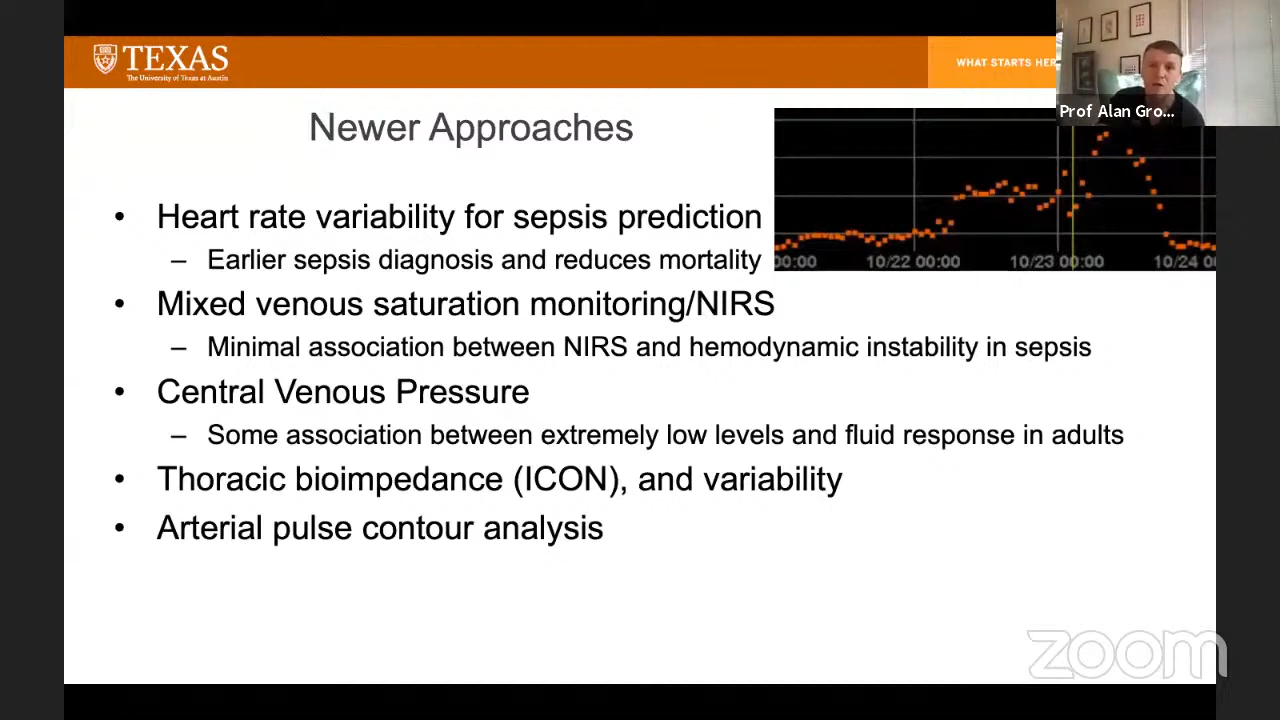 TEXAS
The University of Texas at Austin
WHAT STARTS HER
Prof Alan Gro...
Newer Approaches
• Heart rate variability for sepsis prediction
– Earlier sepsis diagnosis and reduces mortality
00:00 10/22 00:00 10/23 00:00 10/24 0
• Mixed venous saturation monitoring/NIRS
– Minimal association between NIRS and hemodynamic instability in sepsis
• Central Venous Pressure
– Some association between extremely low levels and fluid response in adults
• Thoracic bioimpedance (ICON), and variability
• Arterial pulse contour analysis
zoom